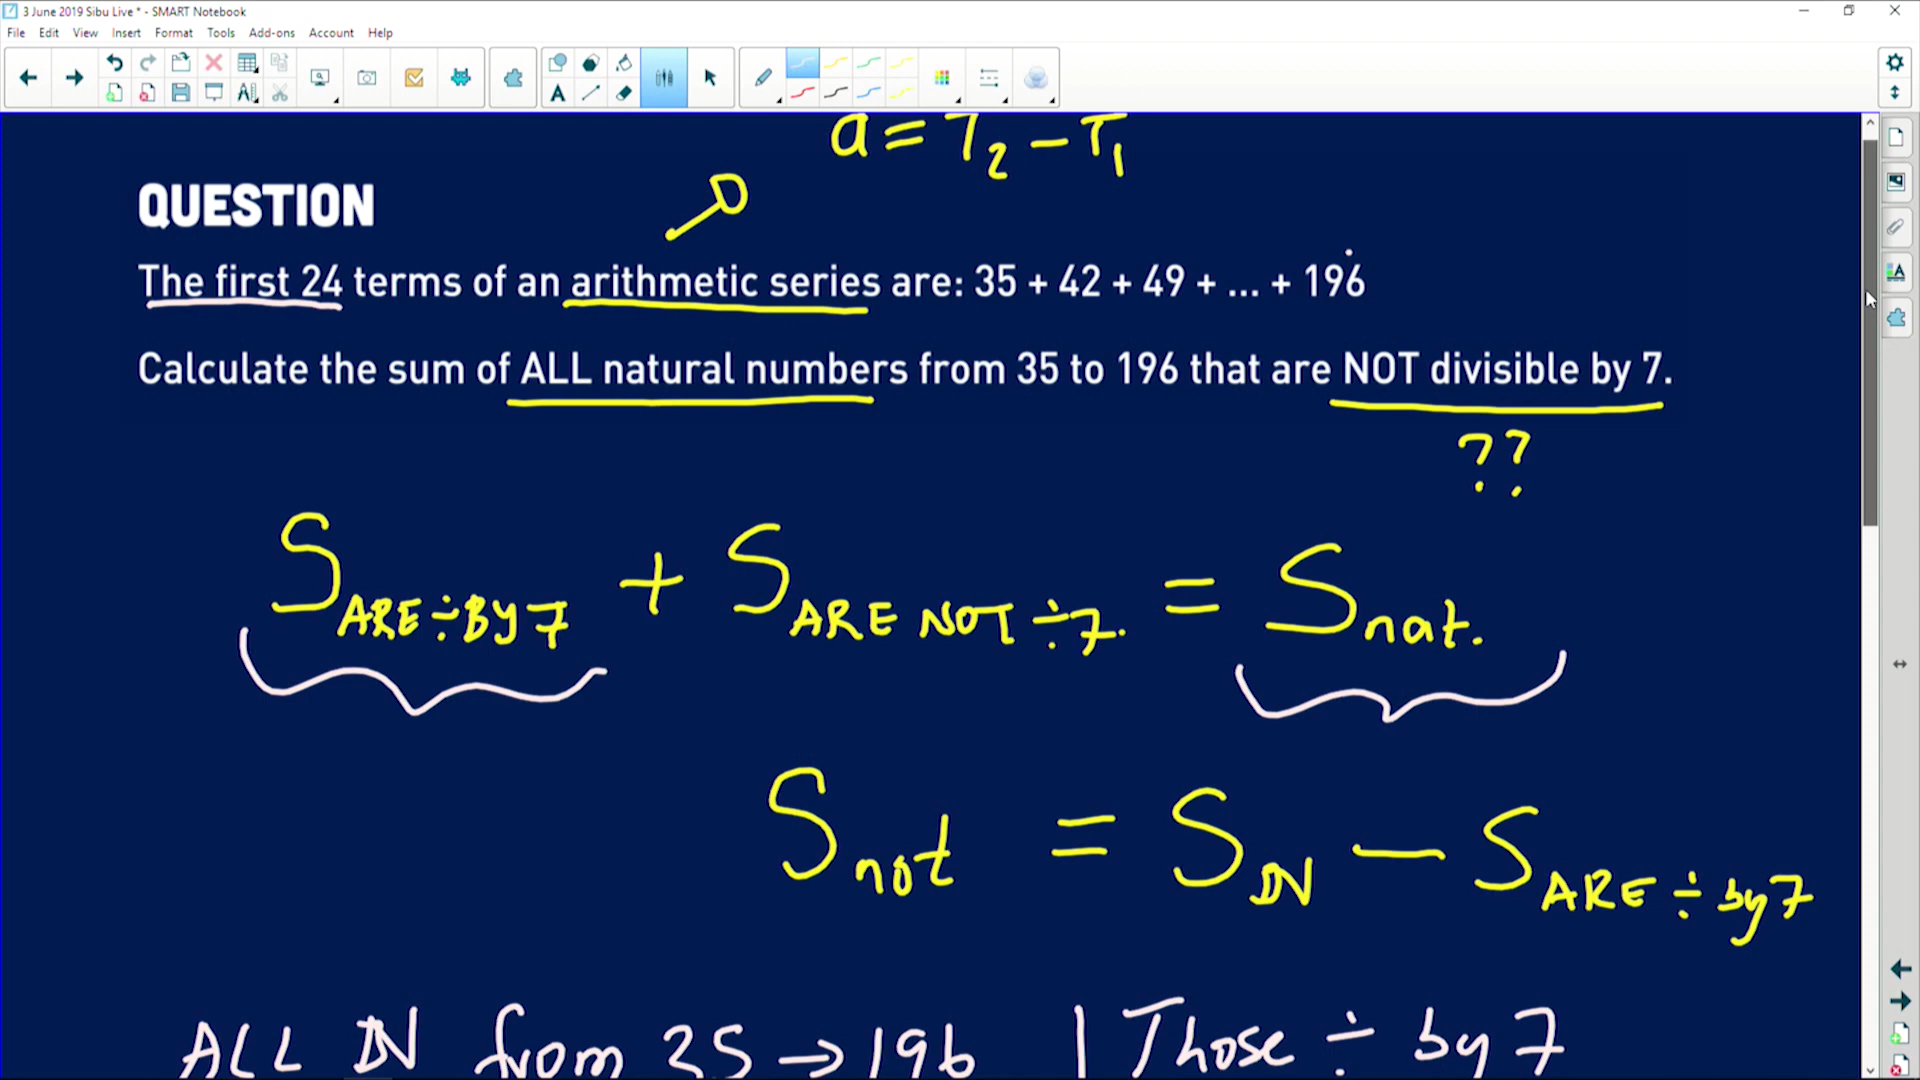 3 June 2019 Sibu Live * - SMART Notebook
File Edit View Insert Format Tools Add-ons Account Help
a = T2 - T1
QUESTION
The first 24 terms of an arithmetic series are: 35 + 42 + 49 + ... + 196
Calculate the sum of ALL natural numbers from 35 to 196 that are NOT divisible by 7.
??
S ARE ÷ BY 7 + S ARE NOT ÷ 7. = S nat.
S not = S IN - S ARE ÷ by 7
ALL IN from 35 → 196 | Those ÷ by 7